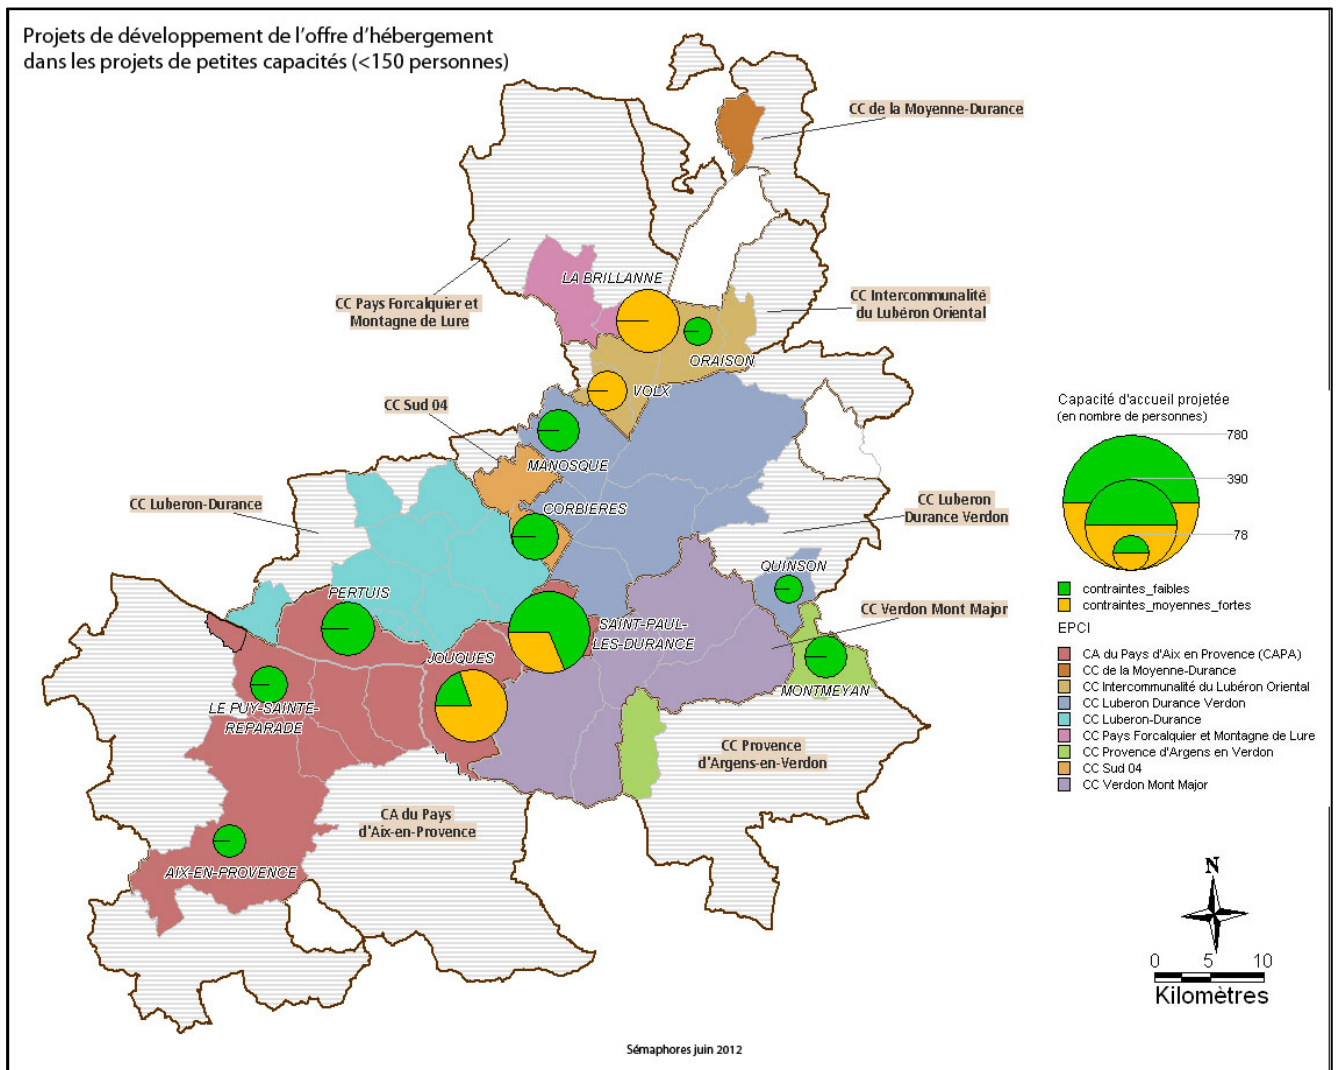 Projets de développement de l'offre d'hébergement
dans les projets de petites capacités (<150 personnes)
CC de la Moyenne-Durance
LA BRILLANNE
CC Pays Forcalquier et
Montagne de Lure
CC Intercommunalité
du Lubéron Oriental
ORAISON
VOLX
CC Sud 04
MANOSQUE
CC Luberon-Durance
CORBIERES
CC Luberon
Durance Verdon
QUINSON
PERTUIS
CC Verdon Mont Major
SAINT-PAUL-
LES-DURANCE
JOUQUES
MONTMEYAN
LE PUY-SAINTE-
REPARADE
CC Provence
d'Argens-en-Verdon
CA du Pays
d'Aix-en-Provence
AIX-EN-PROVENCE
Capacité d'accueil projetée
(en nombre de personnes)
780
390
78
contraintes_faibles
contraintes_moyennes_fortes
EPCI
CA du Pays d'Aix en Provence (CAPA)
CC de la Moyenne-Durance
CC Intercommunalité du Lubéron Oriental
CC Luberon Durance Verdon
CC Luberon-Durance
CC Pays Forcalquier et Montagne de Lure
CC Provence d'Argens en Verdon
CC Sud 04
CC Verdon Mont Major
N
0 5 10
Kilomètres
Sémaphores juin 2012